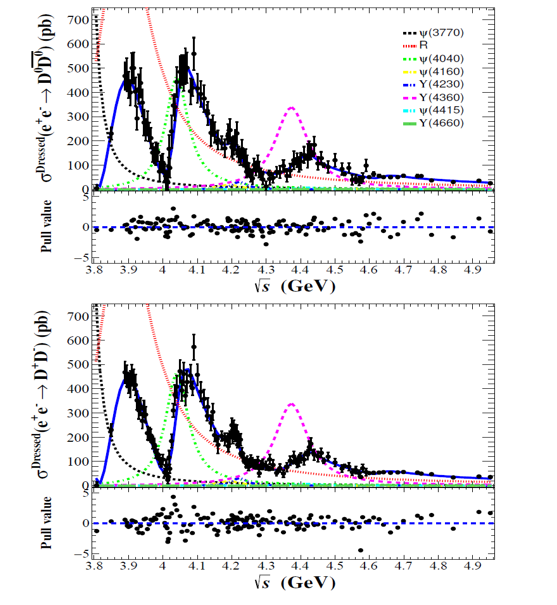 σ^Dressed(e⁺e⁻ → D⁰D̅⁰) (pb)
700
600
500
400
300
200
100
0
ψ(3770)
R
ψ(4040)
ψ(4160)
Y(4230)
Y(4360)
ψ(4415)
Y(4660)
Pull value
5
0
−5
3.8 3.9 4 4.1 4.2 4.3 4.4 4.5 4.6 4.7 4.8 4.9
√s (GeV)
σ^Dressed(e⁺e⁻ → D⁺D⁻) (pb)
700
600
500
400
300
200
100
0
Pull value
5
0
−5
3.8 3.9 4 4.1 4.2 4.3 4.4 4.5 4.6 4.7 4.8 4.9
√s (GeV)